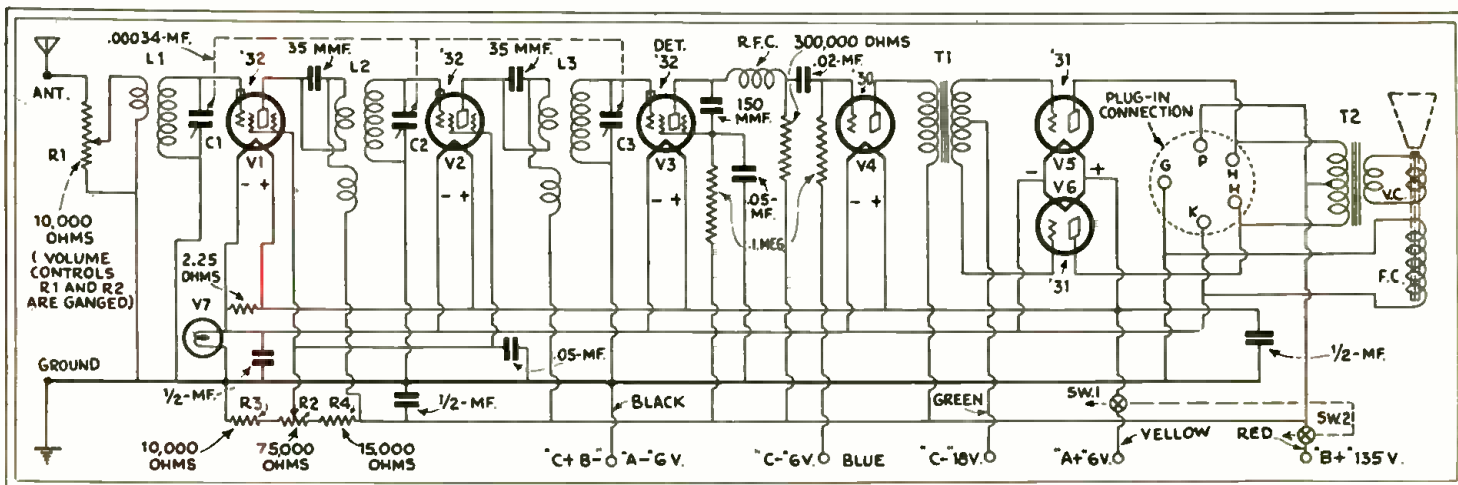 .00034-MF.
'32
35 MMF.
'32
35 MMF.
DET.
'32
R.F.C.
300,000 OHMS
.02-MF.
'30
T1
'31
L1
L2
L3
ANT.
R1
C1
V1
C2
V2
C3
V3
150
MMF.
V4
V5
V6
PLUG-IN
CONNECTION
P
G
H
H
K
T2
V.C.
F.C.
- +
- +
- +
- +
- +
.05-
MF.
.1 MEG.
'31
10,000
OHMS
( VOLUME
CONTROLS
R1 AND R2
ARE GANGED)
2.25
OHMS
V7
GROUND
1/2-MF.
.05-MF.
1/2-MF.
R3
R2
R4
1/2-MF.
BLACK
GREEN
SW.1
YELLOW
RED
SW.2
10,000
OHMS
75,000
OHMS
15,000
OHMS
"C+ B-" "A-" 6 V.
"C-" 6V.
BLUE
"C-" 18V.
"A+" 6V.
"B+" 135 V.